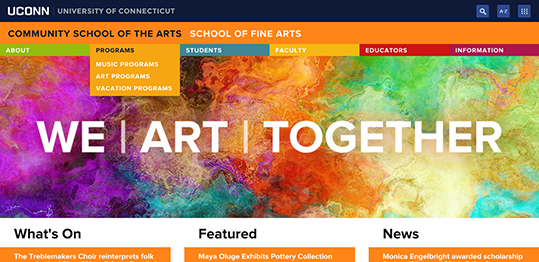 UCONN UNIVERSITY OF CONNECTICUT A-Z
COMMUNITY SCHOOL OF THE ARTS SCHOOL OF FINE ARTS
ABOUT PROGRAMS STUDENTS FACULTY EDUCATORS INFORMATION
MUSIC PROGRAMS
ART PROGRAMS
VACATION PROGRAMS
WE | ART | TOGETHER
What's On Featured News
The Treblemakers Choir reinterprets folk Maya Oluge Exhibits Pottery Collection Monica Engelbright awarded scholarship